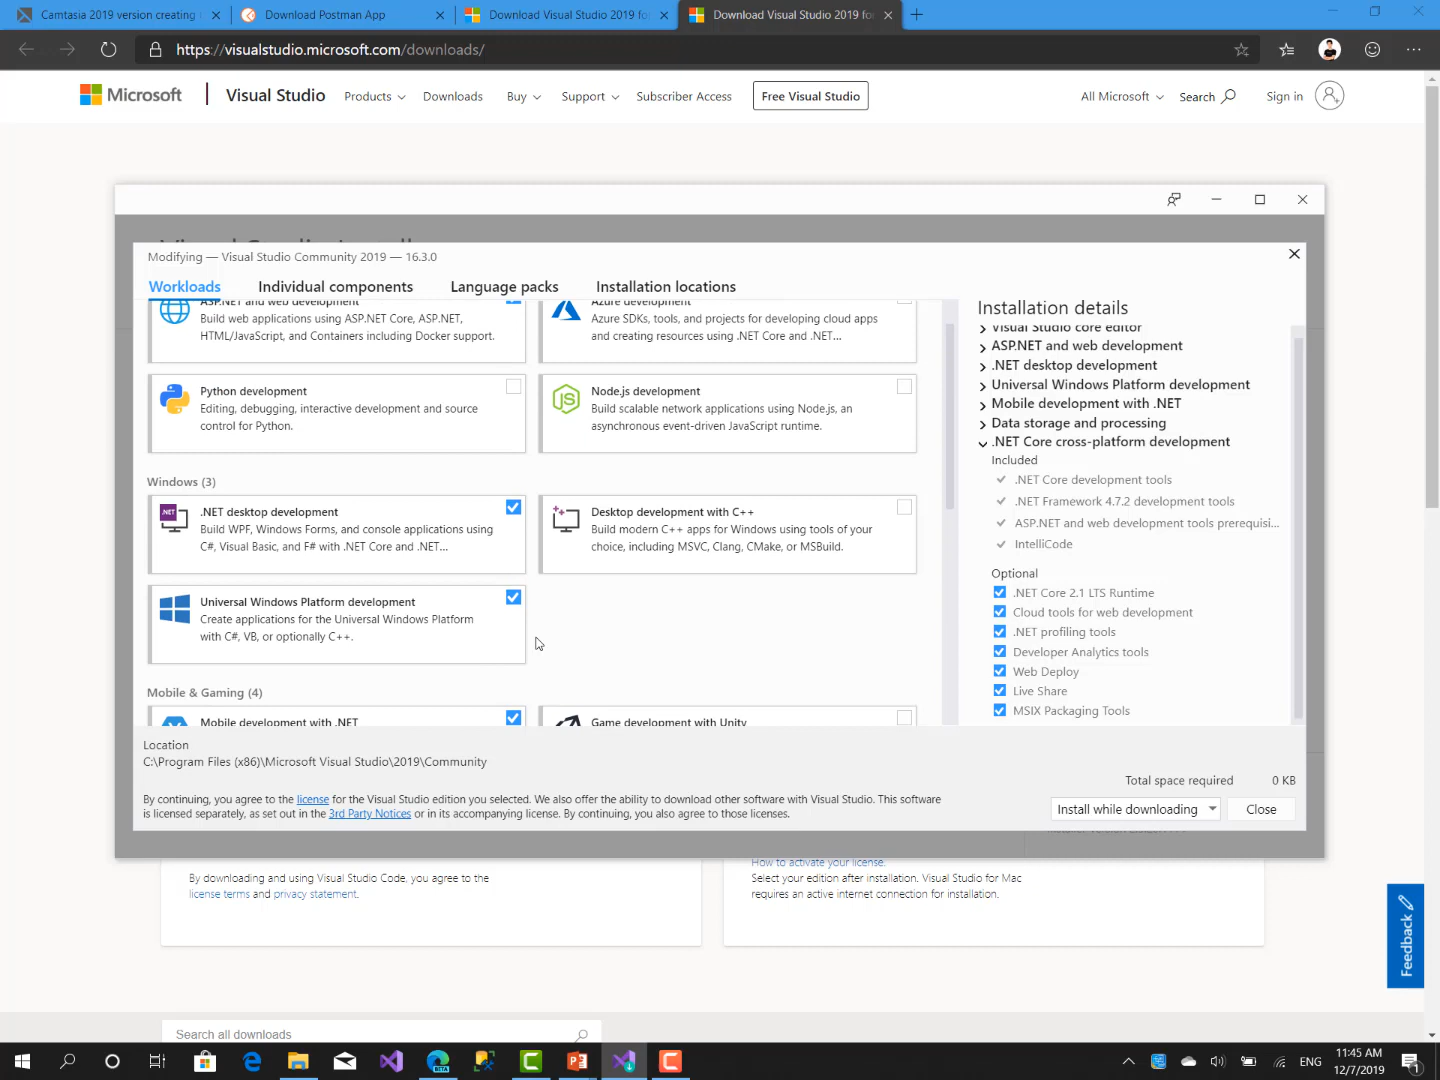 Camtasia 2019 version creating
Download Postman App
Download Visual Studio 2019 fo
Download Visual Studio 2019 fo
https://visualstudio.microsoft.com/downloads/
Microsoft
Visual Studio
Products
Downloads
Buy
Support
Subscriber Access
Free Visual Studio
All Microsoft
Search
Sign in
Modifying — Visual Studio Community 2019 — 16.3.0
Workloads
Individual components
Language packs
Installation locations
ASP.NET and web development
Build web applications using ASP.NET Core, ASP.NET,
HTML/JavaScript, and Containers including Docker support.
Azure development
Azure SDKs, tools, and projects for developing cloud apps
and creating resources using .NET Core and .NET...
Python development
Editing, debugging, interactive development and source
control for Python.
Node.js development
Build scalable network applications using Node.js, an
asynchronous event-driven JavaScript runtime.
Windows (3)
.NET desktop development
Build WPF, Windows Forms, and console applications using
C#, Visual Basic, and F# with .NET Core and .NET...
Desktop development with C++
Build modern C++ apps for Windows using tools of your
choice, including MSVC, Clang, CMake, or MSBuild.
Universal Windows Platform development
Create applications for the Universal Windows Platform
with C#, VB, or optionally C++.
Mobile & Gaming (4)
Mobile development with .NET
Game development with Unity
Installation details
Visual Studio core editor
ASP.NET and web development
.NET desktop development
Universal Windows Platform development
Mobile development with .NET
Data storage and processing
.NET Core cross-platform development
Included
.NET Core development tools
.NET Framework 4.7.2 development tools
ASP.NET and web development tools prerequisi...
IntelliCode
Optional
.NET Core 2.1 LTS Runtime
Cloud tools for web development
.NET profiling tools
Developer Analytics tools
Web Deploy
Live Share
MSIX Packaging Tools
Location
C:\Program Files (x86)\Microsoft Visual Studio\2019\Community
Total space required 0 KB
By continuing, you agree to the license for the Visual Studio edition you selected. We also offer the ability to download other software with Visual Studio. This software
is licensed separately, as set out in the 3rd Party Notices or in its accompanying license. By continuing, you also agree to those licenses.
Install while downloading
Close
By downloading and using Visual Studio Code, you agree to the
license terms and privacy statement.
How to activate your license.
Select your edition after installation. Visual Studio for Mac
requires an active internet connection for installation.
Feedback
Search all downloads
ENG
11:45 AM
12/7/2019